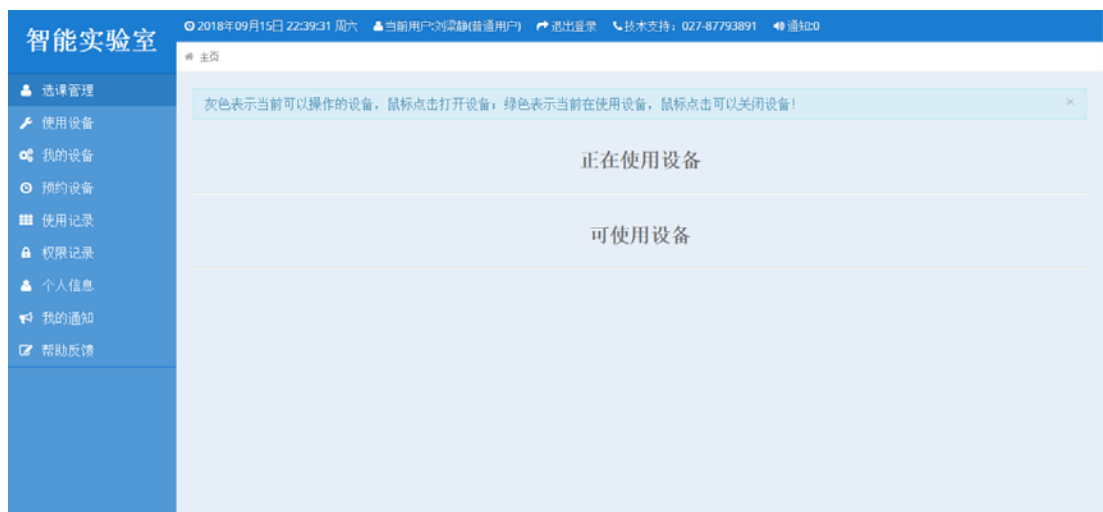 智能实验室
2018年09月15日 22:39:31 周六 当前用户:刘梁静(普通用户) 退出登录 技术支持：027-87793891 通知:0
主页
选课管理
使用设备
我的设备
预约设备
使用记录
权限记录
个人信息
我的通知
帮助反馈
灰色表示当前可以操作的设备，鼠标点击打开设备；绿色表示当前在使用设备，鼠标点击可以关闭设备！ ×
正在使用设备
可使用设备